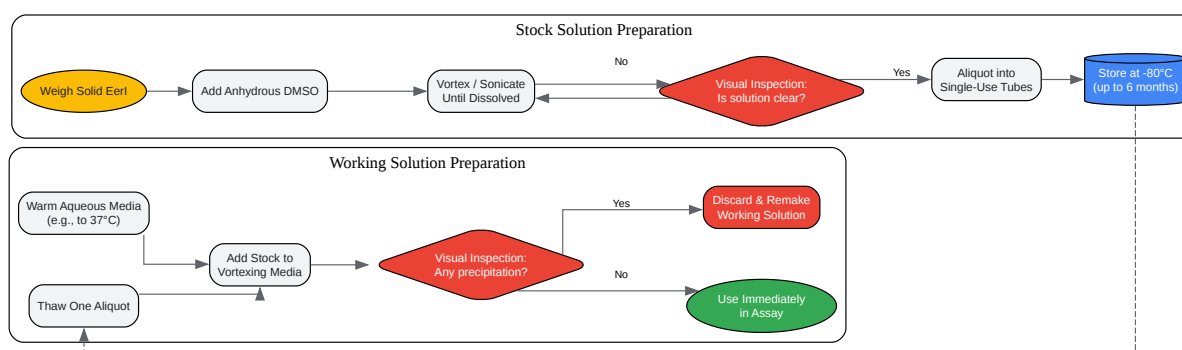 Stock Solution Preparation
Weigh Solid EerI
Add Anhydrous DMSO
Vortex / Sonicate
Until Dissolved
No
Visual Inspection:
Is solution clear?
Yes
Aliquot into
Single-Use Tubes
Store at -80°C
(up to 6 months)
Working Solution Preparation
Warm Aqueous Media
(e.g., to 37°C)
Thaw One Aliquot
Add Stock to
Vortexing Media
Visual Inspection:
Any precipitation?
Yes
Discard & Remake
Working Solution
No
Use Immediately
in Assay